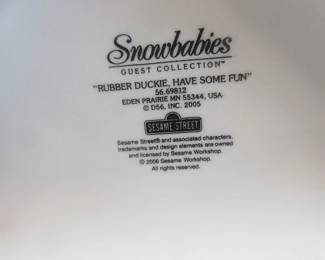 Snowbabies
GUEST COLLECTION™
"RUBBER DUCKIE, HAVE SOME FUN"
56.69812
EDEN PRAIRIE MN 55344, USA
© D56, INC. 2005
SESAME STREET
Sesame Street® and associated characters,
trademarks and design elements are owned
and licensed by Sesame Workshop.
© 2006 Sesame Workshop.
All rights reserved.